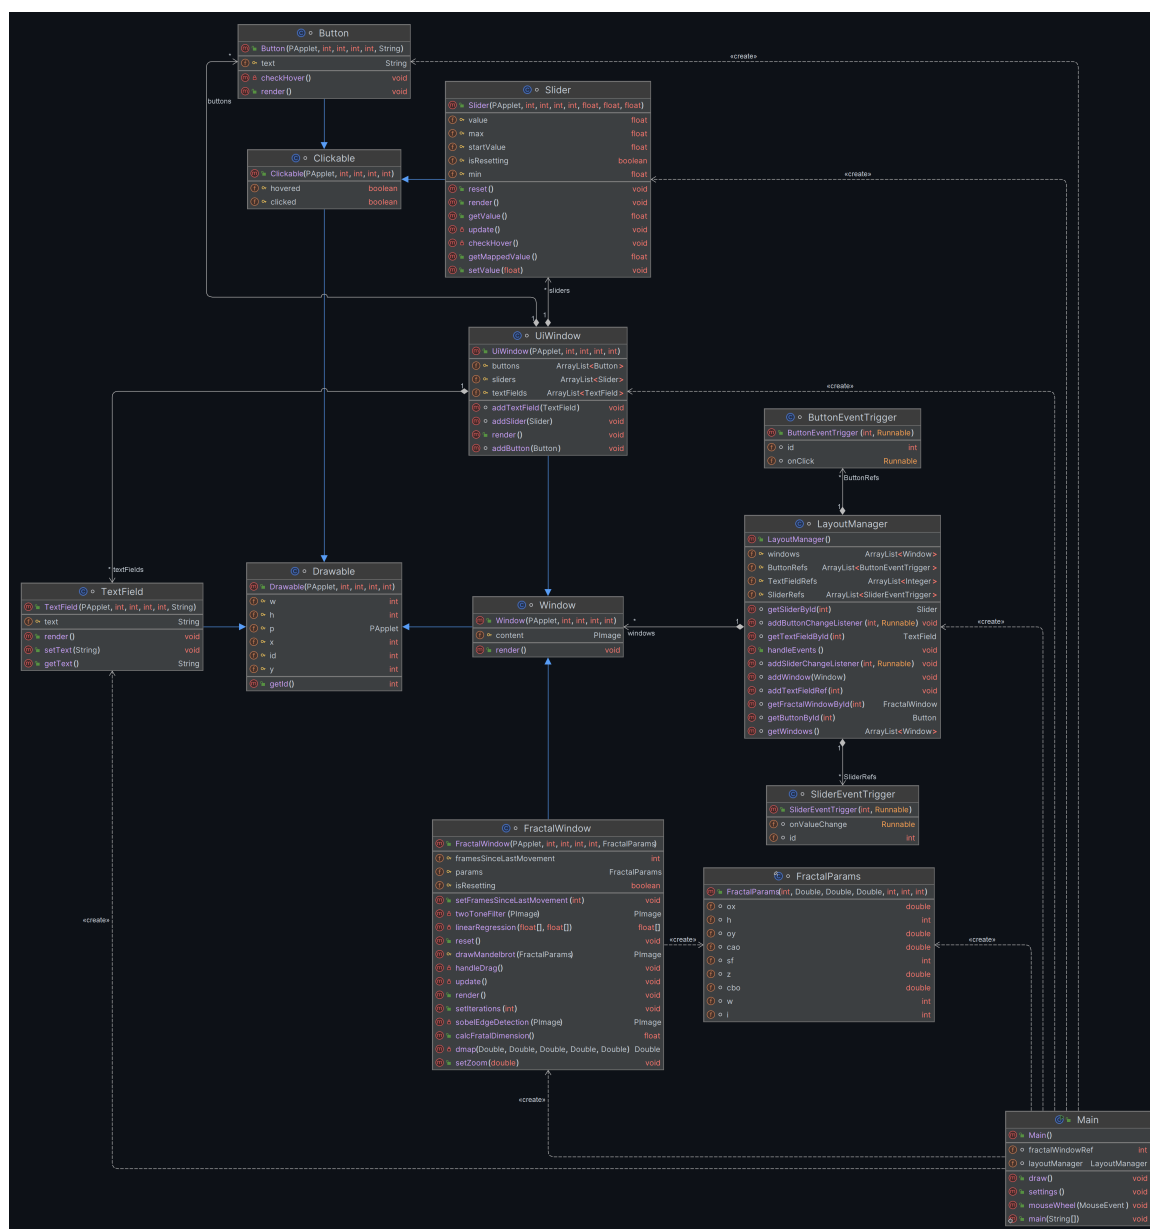 Button
Button(PApplet, int, int, int, int, String)
text String
checkHover() void
render() void
*
buttons
«create»
Slider
Slider(PApplet, int, int, int, int, float, float, float)
value float
max float
startValue float
isResetting boolean
min float
reset() void
render() void
getValue() float
update() void
checkHover() void
getMappedValue() float
setValue(float) void
Clickable
Clickable(PApplet, int, int, int, int)
hovered boolean
clicked boolean
«create»
* sliders
1
1
UiWindow
UiWindow(PApplet, int, int, int, int)
buttons ArrayList<Button>
sliders ArrayList<Slider>
textFields ArrayList<TextField>
addTextField(TextField) void
addSlider(Slider) void
render() void
addButton(Button) void
1
«create»
ButtonEventTrigger
ButtonEventTrigger(int, Runnable)
id int
onClick Runnable
* ButtonRefs
1
LayoutManager
LayoutManager()
windows ArrayList<Window>
ButtonRefs ArrayList<ButtonEventTrigger>
TextFieldRefs ArrayList<Integer>
SliderRefs ArrayList<SliderEventTrigger>
getSliderById(int) Slider
addButtonChangeListener(int, Runnable) void
getTextFieldById(int) TextField
handleEvents() void
addSliderChangeListener(int, Runnable) void
addWindow(Window) void
addTextFieldRef(int) void
getFractalWindowById(int) FractalWindow
getButtonById(int) Button
getWindows() ArrayList<Window>
«create»
* textFields
TextField
TextField(PApplet, int, int, int, int, String)
text String
render() void
setText(String) void
getText() String
Drawable
Drawable(PApplet, int, int, int, int)
w int
h int
p PApplet
x int
id int
y int
getId() int
Window
Window(PApplet, int, int, int, int)
content PImage
render() void
*
windows
1
1
* SliderRefs
SliderEventTrigger
SliderEventTrigger(int, Runnable)
onValueChange Runnable
id int
FractalWindow
FractalWindow(PApplet, int, int, int, int, FractalParams)
framesSinceLastMovement int
params FractalParams
isResetting boolean
setFramesSinceLastMovement(int) void
twoToneFilter(PImage) PImage
linearRegression(float[], float[]) float[]
reset() void
drawMandelbrot(FractalParams) PImage
handleDrag() void
update() void
render() void
setIterations(int) void
sobelEdgeDetection(PImage) PImage
calcFratalDimension() float
dmap(Double, Double, Double, Double, Double) Double
setZoom(double) void
«create»
FractalParams
FractalParams(int, Double, Double, Double, int, int, int)
ox double
h int
oy double
cao double
sf int
z double
cbo double
w int
i int
«create»
«create»
«create»
Main
Main()
fractalWindowRef int
layoutManager LayoutManager
draw() void
settings() void
mouseWheel(MouseEvent) void
main(String[]) void